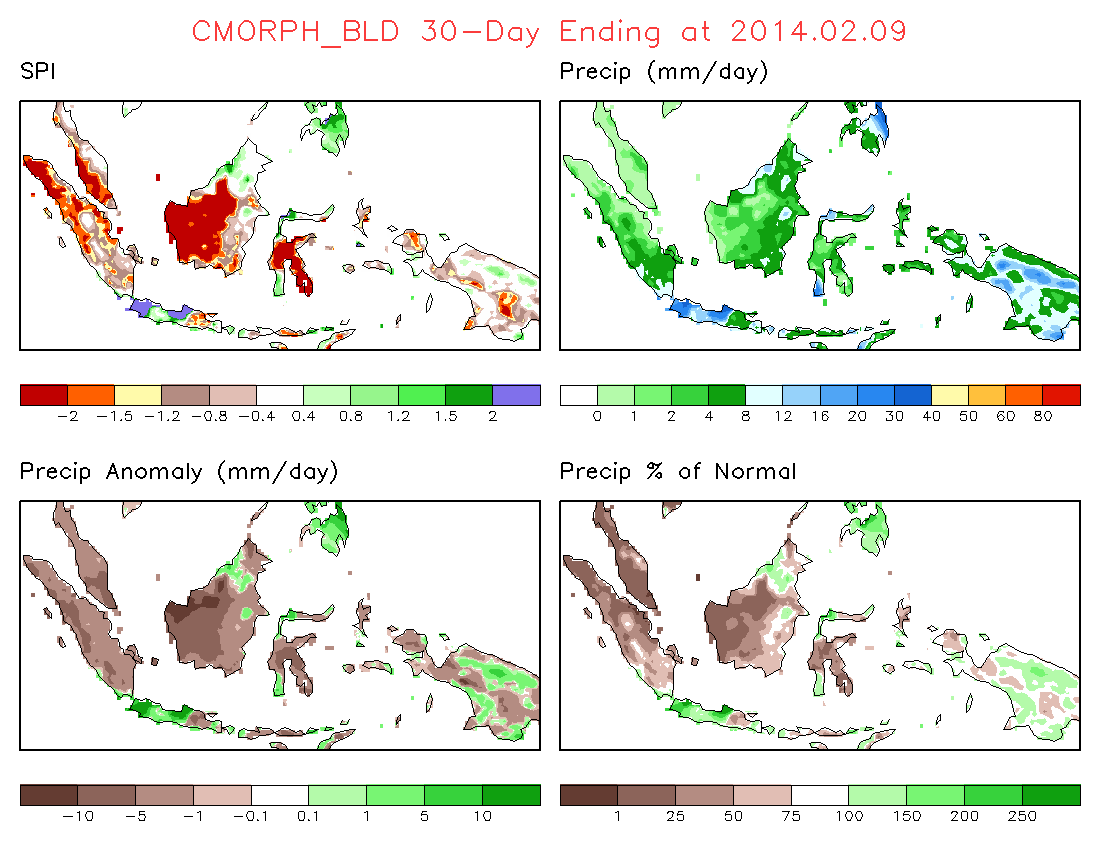 CMORPH_BLD 30-Day Ending at 2014.02.09
SPI
Precip (mm/day)
-2 -1.5 -1.2 -0.8 -0.4 0.4 0.8 1.2 1.5 2
0 1 2 4 8 12 16 20 30 40 50 60 80
Precip Anomaly (mm/day)
Precip % of Normal
-10 -5 -1 -0.1 0.1 1 5 10
1 25 50 75 100 150 200 250